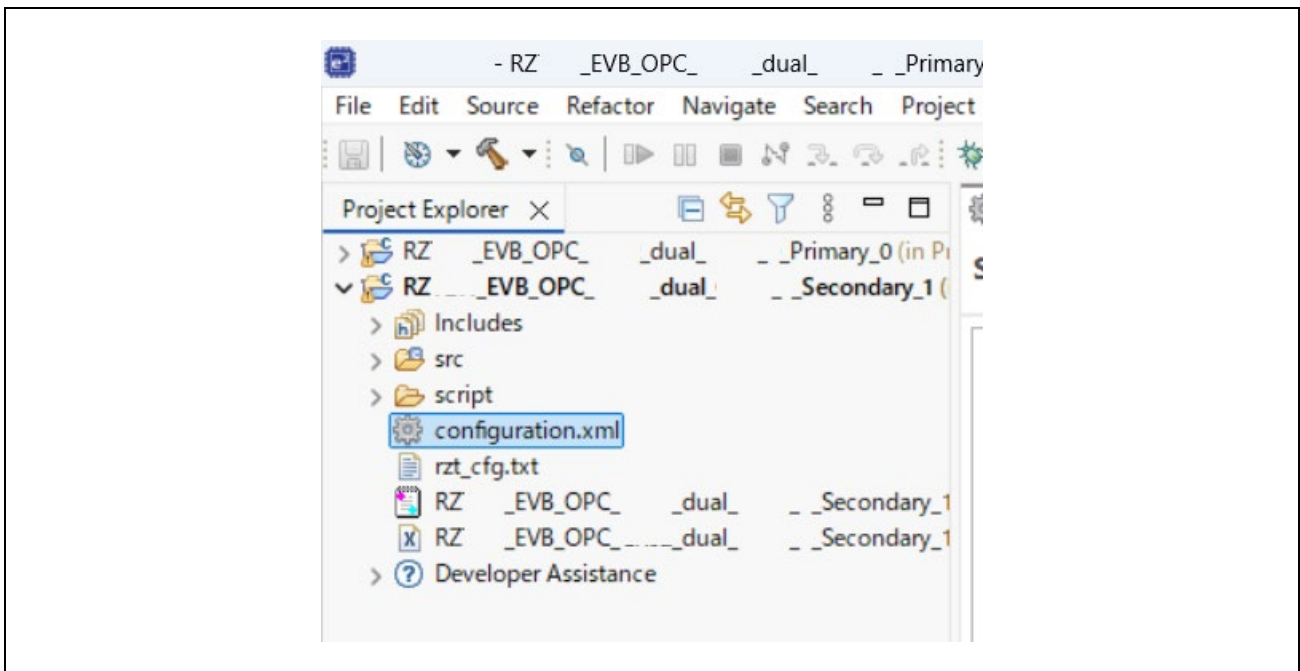 - RZ _EVB_OPC_ _dual_ _ _Primary
File Edit Source Refactor Navigate Search Project
Project Explorer
RZ _EVB_OPC_ _dual_ _ _Primary_0 (in Pr
RZ _EVB_OPC_ _dual_ _ _Secondary_1 (
Includes
src
script
configuration.xml
rzt_cfg.txt
RZ _EVB_OPC_ _dual_ _ _Secondary_1
RZ _EVB_OPC_ _dual_ _ _Secondary_1
Developer Assistance